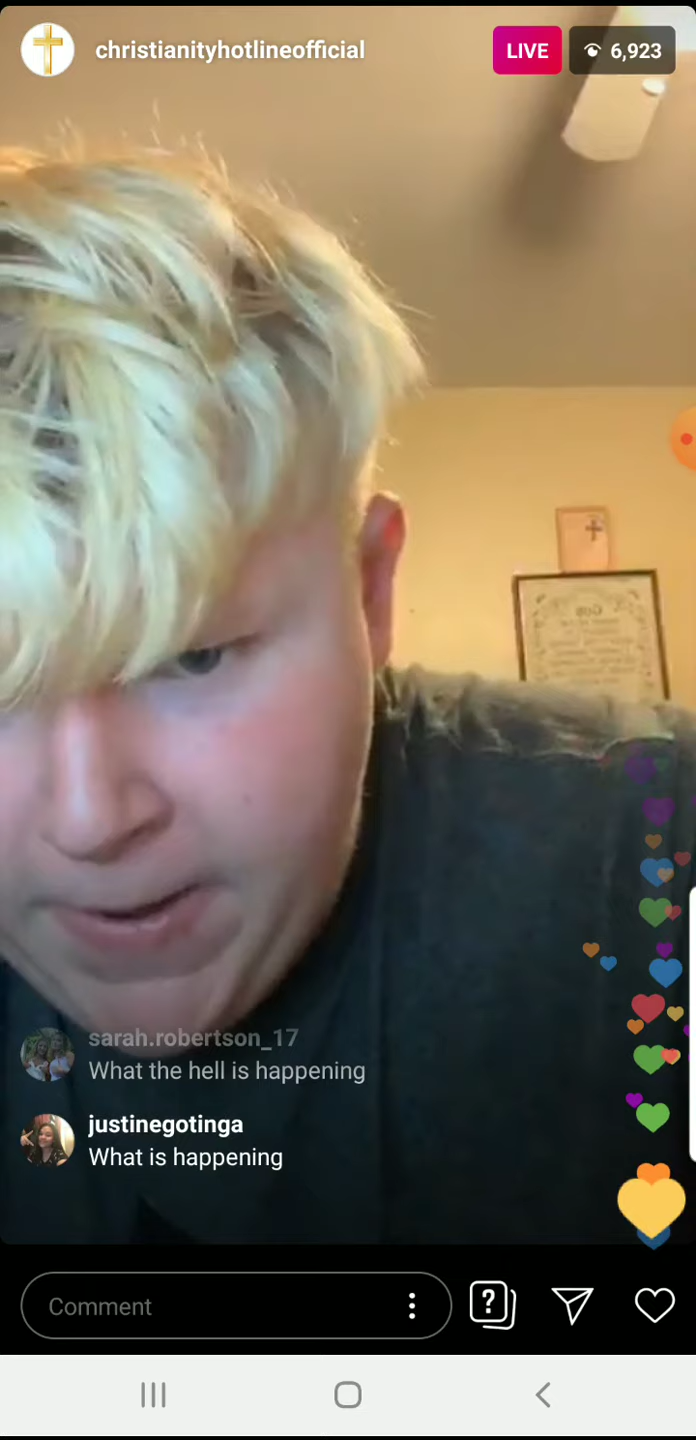 christianityhotlineofficial
LIVE
6,923
sarah.robertson_17
What the hell is happening
justinegotinga
What is happening
Comment
?